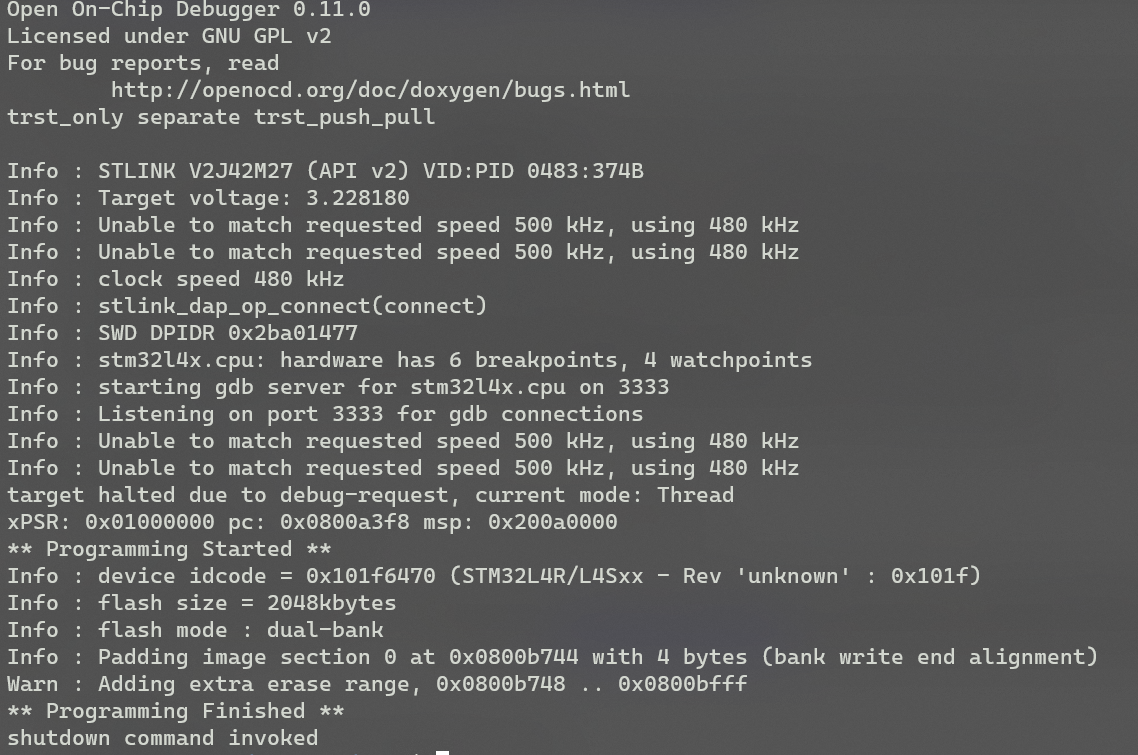 Open On-Chip Debugger 0.11.0
Licensed under GNU GPL v2
For bug reports, read
http://openocd.org/doc/doxygen/bugs.html
trst_only separate trst_push_pull
Info : STLINK V2J42M27 (API v2) VID:PID 0483:374B
Info : Target voltage: 3.228180
Info : Unable to match requested speed 500 kHz, using 480 kHz
Info : Unable to match requested speed 500 kHz, using 480 kHz
Info : clock speed 480 kHz
Info : stlink_dap_op_connect(connect)
Info : SWD DPIDR 0x2ba01477
Info : stm32l4x.cpu: hardware has 6 breakpoints, 4 watchpoints
Info : starting gdb server for stm32l4x.cpu on 3333
Info : Listening on port 3333 for gdb connections
Info : Unable to match requested speed 500 kHz, using 480 kHz
Info : Unable to match requested speed 500 kHz, using 480 kHz
target halted due to debug-request, current mode: Thread
xPSR: 0x01000000 pc: 0x0800a3f8 msp: 0x200a0000
** Programming Started **
Info : device idcode = 0x101f6470 (STM32L4R/L4Sxx - Rev 'unknown' : 0x101f)
Info : flash size = 2048kbytes
Info : flash mode : dual-bank
Info : Padding image section 0 at 0x0800b744 with 4 bytes (bank write end alignment)
Warn : Adding extra erase range, 0x0800b748 .. 0x0800bfff
** Programming Finished **
shutdown command invoked